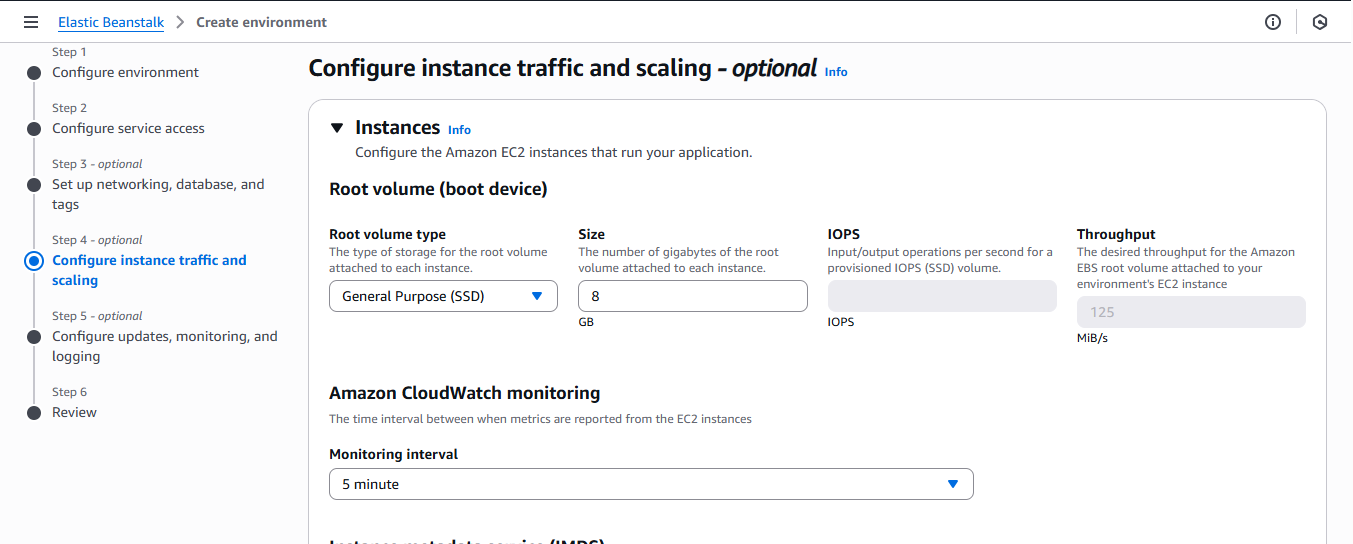 Elastic Beanstalk > Create environment
Step 1
Configure environment
Step 2
Configure service access
Step 3 - optional
Set up networking, database, and
tags
Step 4 - optional
Configure instance traffic and
scaling
Step 5 - optional
Configure updates, monitoring, and
logging
Step 6
Review
Configure instance traffic and scaling - optional Info
Instances Info
Configure the Amazon EC2 instances that run your application.
Root volume (boot device)
Root volume type
The type of storage for the root volume
attached to each instance.
General Purpose (SSD)
Size
The number of gigabytes of the root
volume attached to each instance.
8
GB
IOPS
Input/output operations per second for a
provisioned IOPS (SSD) volume.
IOPS
Throughput
The desired throughput for the Amazon
EBS root volume attached to your
environment's EC2 instance
125
MiB/s
Amazon CloudWatch monitoring
The time interval between when metrics are reported from the EC2 instances
Monitoring interval
5 minute
Instance metadata service (IMDS)